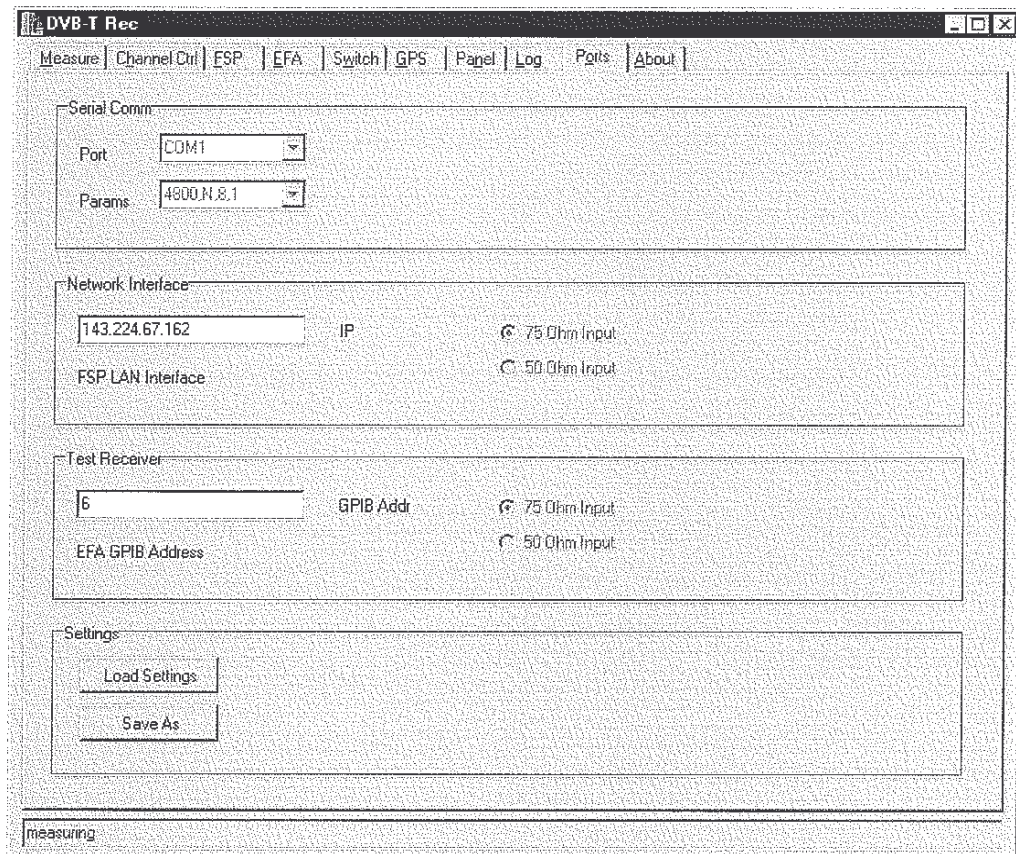 DVB-T Rec
Measure Channel Ctrl FSP EFA Switch GPS Panel Log Ports About
Serial Comm
Port COM1
Params 4800,N,8,1
Network Interface
143.224.67.162 IP 75 Ohm Input
50 Ohm Input
FSP LAN Interface
Test Receiver
6 GPIB Addr 75 Ohm Input
50 Ohm Input
EFA GPIB Address
Settings
Load Settings
Save As
measuring